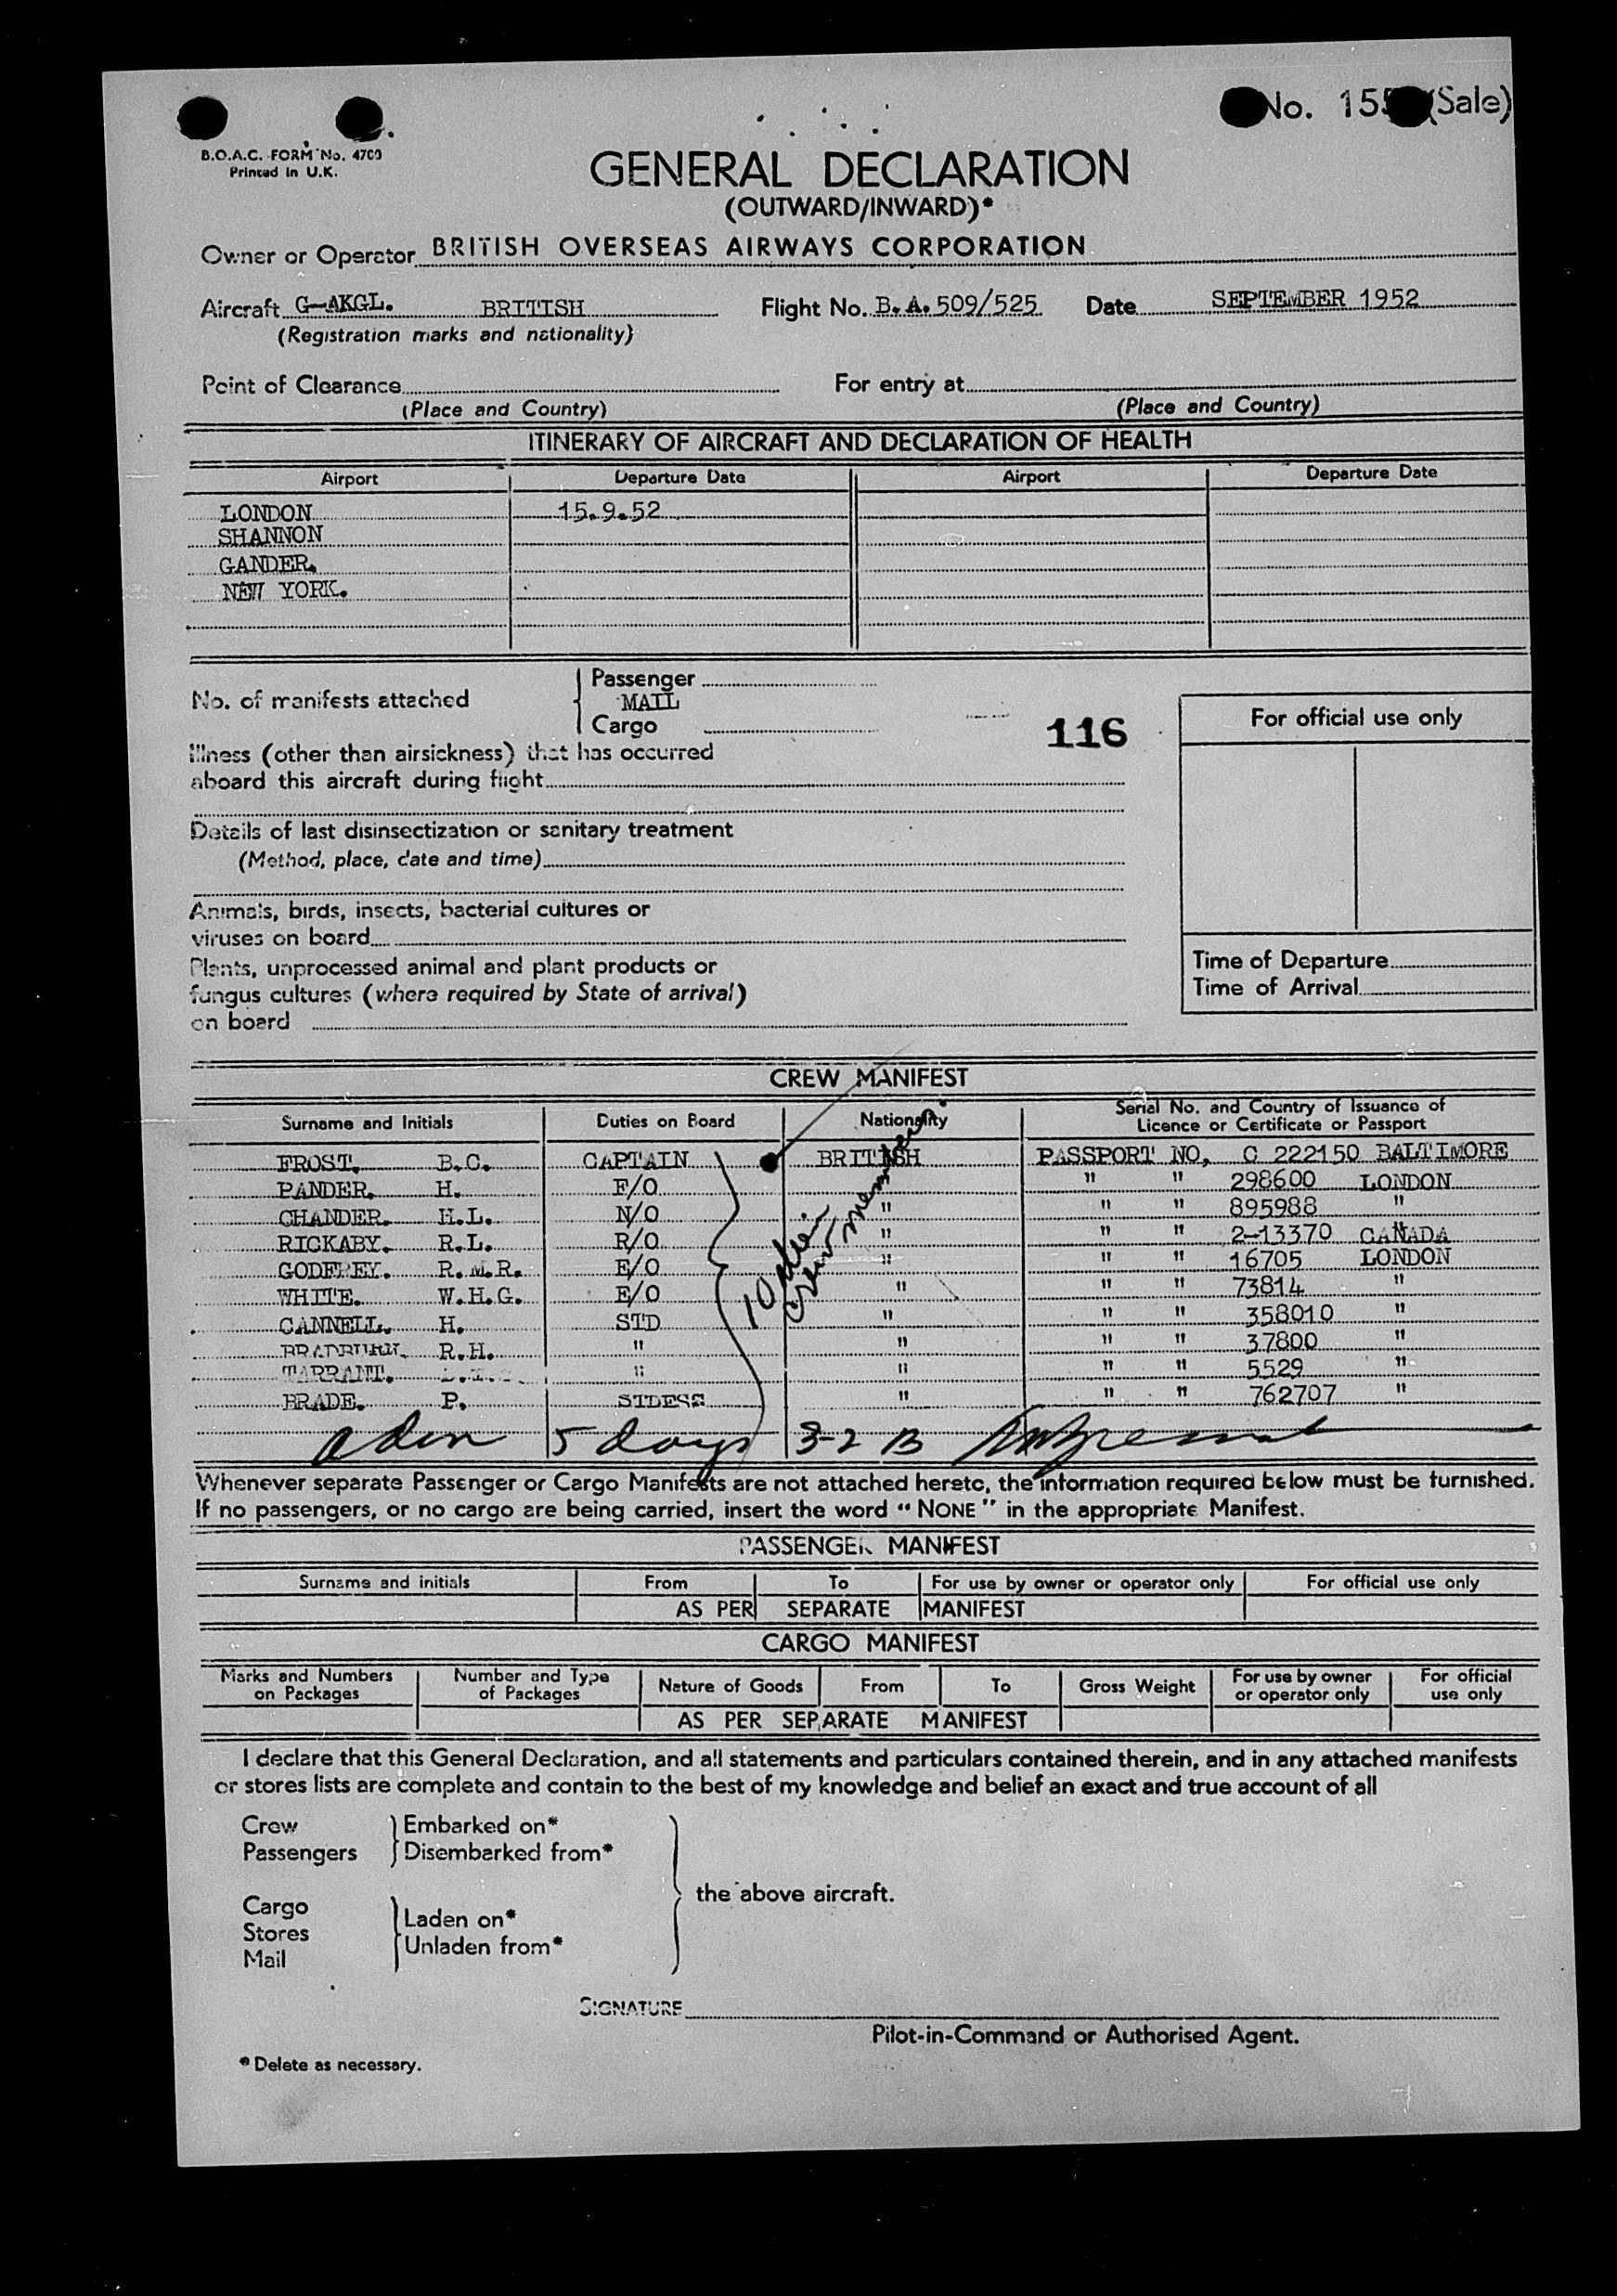 No. 15 (Sale)
B.O.A.C. FORM No. 4700
Printed in U.K.
GENERAL DECLARATION
(OUTWARD/INWARD)*
Owner or Operator BRITISH OVERSEAS AIRWAYS CORPORATION
Aircraft G-AKGL. BRITISH Flight No. B.A. 509/525 Date SEPTEMBER 1952
(Registration marks and nationality)
Point of Clearance For entry at
(Place and Country) (Place and Country)
ITINERARY OF AIRCRAFT AND DECLARATION OF HEALTH
Airport Departure Date Airport Departure Date
LONDON 15.9.52
SHANNON
GANDER.
NEW YORK.
Passenger
No. of manifests attached MAIL
Cargo
116
For official use only
Illness (other than airsickness) that has occurred
aboard this aircraft during flight
Details of last disinsectization or sanitary treatment
(Method, place, date and time)
Animals, birds, insects, bacterial cultures or
viruses on board
Plants, unprocessed animal and plant products or
fungus cultures (where required by State of arrival)
on board
Time of Departure
Time of Arrival
CREW MANIFEST
Surname and Initials Duties on Board Nationality Serial No. and Country of Issuance of
Licence or Certificate or Passport
FROST. B.C. CAPTAIN BRITISH PASSPORT NO, C 222150 BALTIMORE
PANDER. H. F/O " " 298600 LONDON
CHANDER. H.L. N/O " " " 895988 "
RICKABY. R.L. R/O " " " 2-13370 CANADA
GODFREY. R.M.R. E/O " " " 16705 LONDON
WHITE. W.H.G. E/O " " " 73814 "
CANNELL. H. STD " " " 358010 "
BRADBURN. R.H. " " " " 37800 "
TARRANT. " " " " 5529 "
BRADE. P. STDESS " " " 762707 "
10 crew members
5 days 3-2 B
Whenever separate Passenger or Cargo Manifests are not attached hereto, the information required below must be furnished.
If no passengers, or no cargo are being carried, insert the word "NONE" in the appropriate Manifest.
PASSENGER MANIFEST
Surname and initials From To For use by owner or operator only For official use only
AS PER SEPARATE MANIFEST
CARGO MANIFEST
Marks and Numbers on Packages Number and Type of Packages Nature of Goods From To Gross Weight For use by owner or operator only For official use only
AS PER SEPARATE MANIFEST
I declare that this General Declaration, and all statements and particulars contained therein, and in any attached manifests
or stores lists are complete and contain to the best of my knowledge and belief an exact and true account of all
Crew Embarked on*
Passengers Disembarked from*
the above aircraft.
Cargo
Stores Laden on*
Mail Unladen from*
SIGNATURE
Pilot-in-Command or Authorised Agent.
* Delete as necessary.